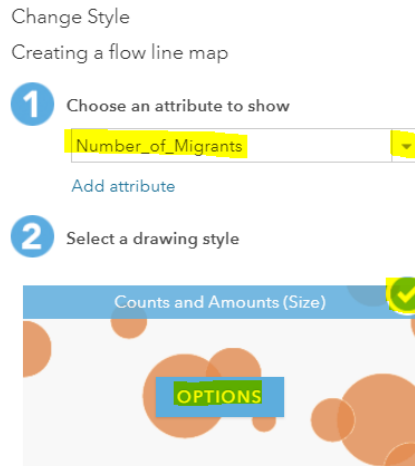 Change Style
Creating a flow line map
1 Choose an attribute to show
Number_of_Migrants
Add attribute
2 Select a drawing style
Counts and Amounts (Size)
OPTIONS